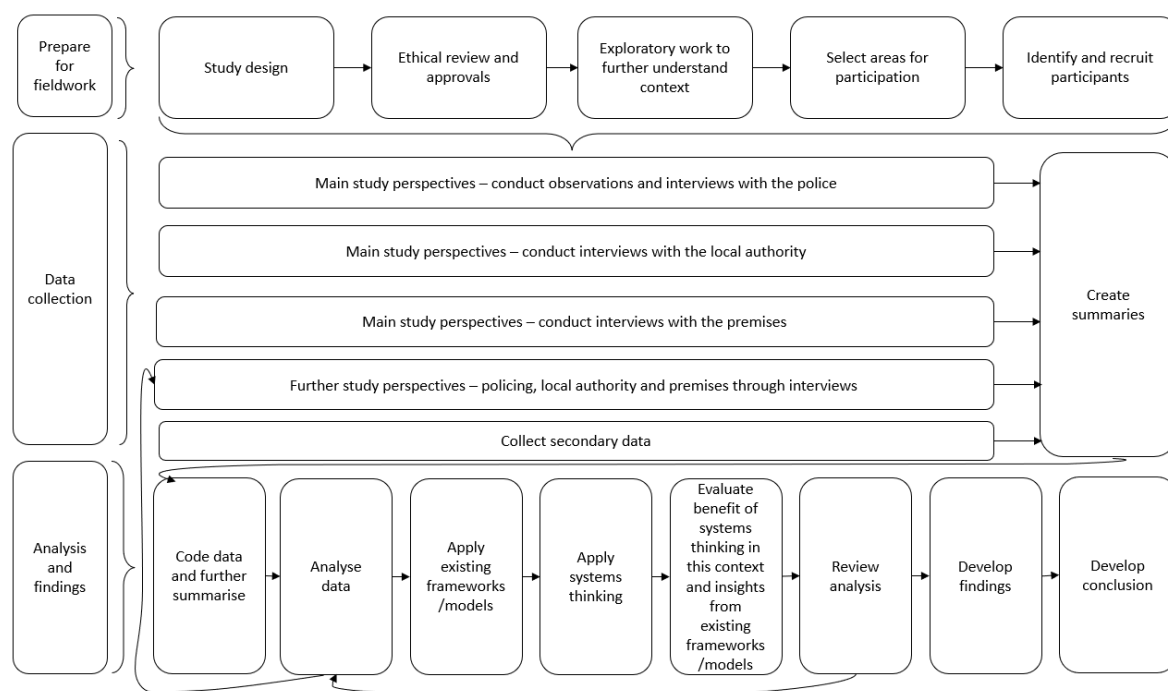 Prepare
for
fieldwork
Study design
Ethical review and
approvals
Exploratory work to
further understand
context
Select areas for
participation
Identify and recruit
participants
Data
collection
Main study perspectives – conduct observations and interviews with the police
Main study perspectives – conduct interviews with the local authority
Main study perspectives – conduct interviews with the premises
Further study perspectives – policing, local authority and premises through interviews
Collect secondary data
Create
summaries
Analysis
and
findings
Code data
and further
summarise
Analyse
data
Apply
existing
frameworks
/models
Apply
systems
thinking
Evaluate
benefit of
systems
thinking in
this context
and insights
from
existing
frameworks
/models
Review
analysis
Develop
findings
Develop
conclusion